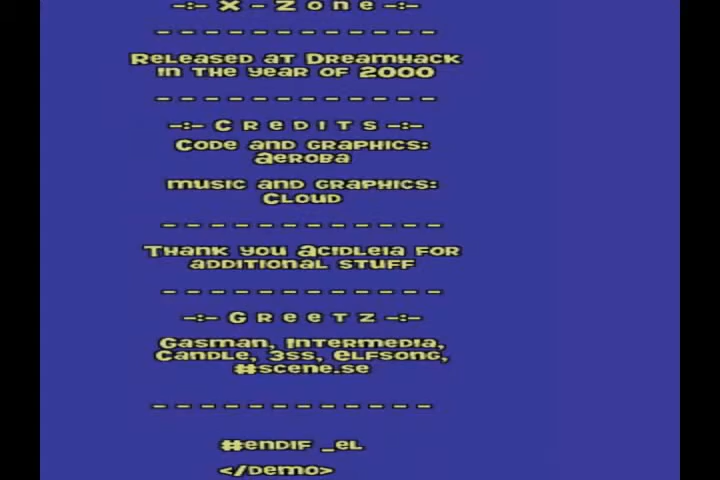 -:- X - Z o n e -:-
- - - - - - - - - - - -
Released at Dreamhack
in the year of 2000
- - - - - - - - - - - -
-:- C r e d i t s -:-
Code and graphics:
Aeroba
music and graphics:
Cloud
- - - - - - - - - - - -
Thank you Acidleia for
additional stuff
- - - - - - - - - - - -
-:- G r e e t z -:-
Gasman, Intermedia,
Candle, 3ss, Elfsong,
#scene.se
- - - - - - - - - - - -
#endif _el
</demo>